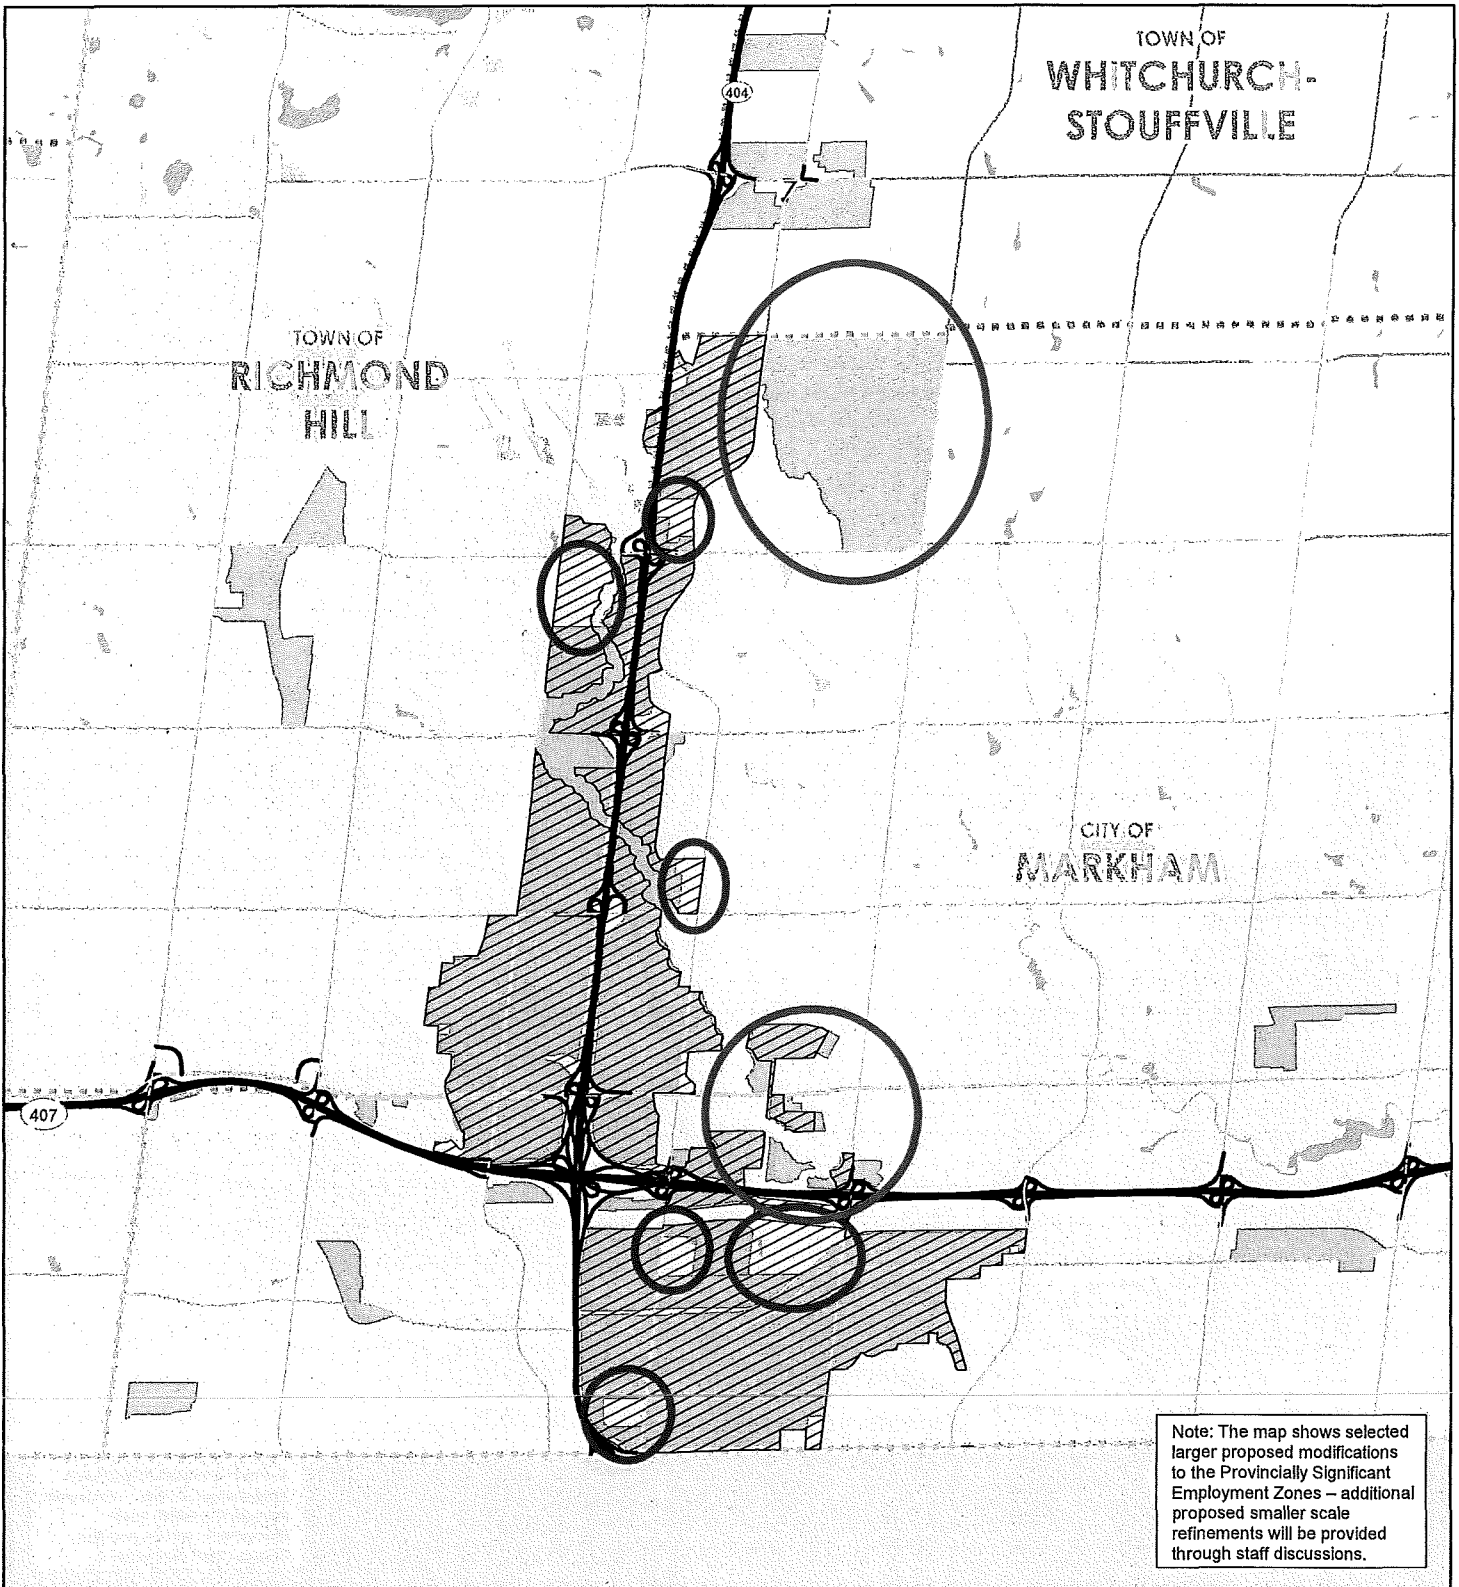 TOWN OF
WHITCHURCH-
STOUFFVILLE
404
TOWN OF
RICHMOND
HILL
CITY OF
MARKHAM
407
Note: The map shows selected
larger proposed modifications
to the Provincially Significant
Employment Zones – additional
proposed smaller scale
refinements will be provided
through staff discussions.